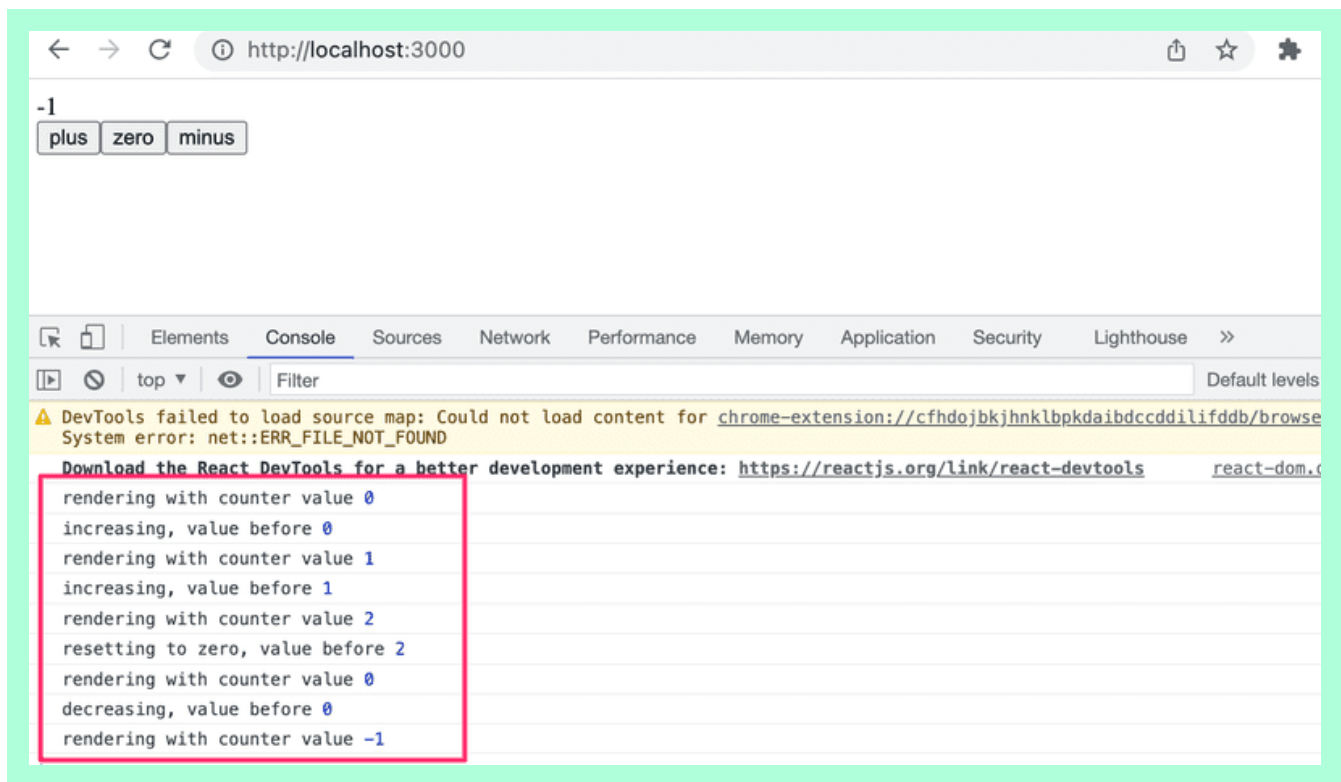 http://localhost:3000
-1
plus zero minus
Elements Console Sources Network Performance Memory Application Security Lighthouse »
top ▼ Filter Default levels
DevTools failed to load source map: Could not load content for chrome-extension://cfhdojbkjhnklbpkdaibdccddilifddb/browse
System error: net::ERR_FILE_NOT_FOUND
Download the React DevTools for a better development experience: https://reactjs.org/link/react-devtools react-dom.
rendering with counter value 0
increasing, value before 0
rendering with counter value 1
increasing, value before 1
rendering with counter value 2
resetting to zero, value before 2
rendering with counter value 0
decreasing, value before 0
rendering with counter value -1